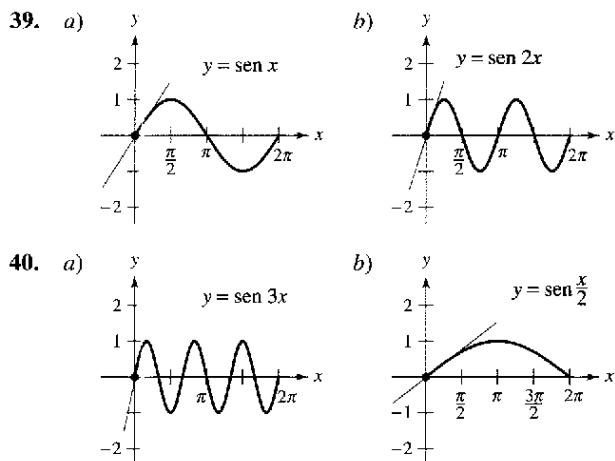 39. a) b)
y
2
1
−2
y = sen x
π/2
π
2π
x
y
2
1
−2
y = sen 2x
π/2
π
2π
x
40. a) b)
y
2
1
−2
y = sen 3x
π
2π
x
y
2
1
−1
−2
y = sen x/2
π/2
π
3π/2
2π
x